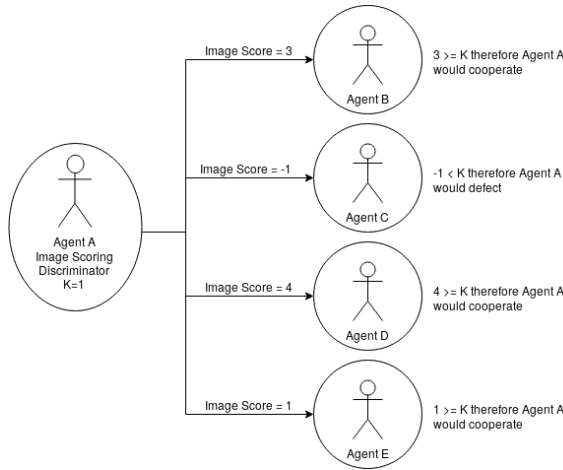 Image Score = 3
Agent B
3 >= K therefore Agent A
would cooperate
Image Score = -1
Agent C
-1 < K therefore Agent A
would defect
Agent A
Image Scoring
Discriminator
K=1
Image Score = 4
Agent D
4 >= K therefore Agent A
would cooperate
Image Score = 1
Agent E
1 >= K therefore Agent A
would cooperate